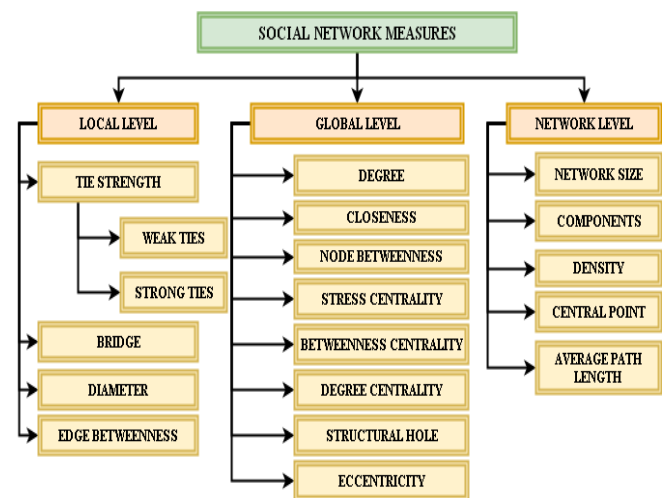 SOCIAL NETWORK MEASURES
LOCAL LEVEL
TIE STRENGTH
WEAK TIES
STRONG TIES
BRIDGE
DIAMETER
EDGE BETWEENNESS
GLOBAL LEVEL
DEGREE
CLOSENESS
NODE BETWEENNESS
STRESS CENTRALITY
BETWEENNESS CENTRALITY
DEGREE CENTRALITY
STRUCTURAL HOLE
ECCENTRICITY
NETWORK LEVEL
NETWORK SIZE
COMPONENTS
DENSITY
CENTRAL POINT
AVERAGE PATH
LENGTH